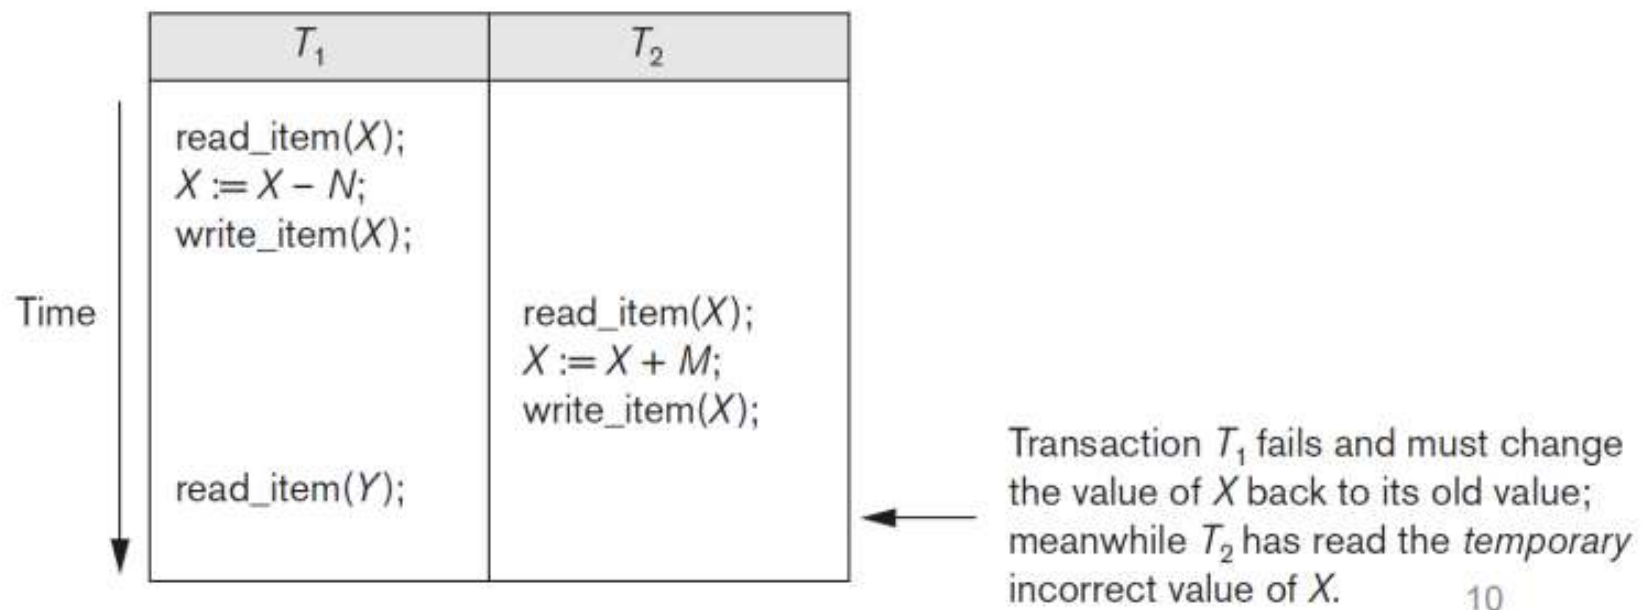 T₁ T₂
read_item(X);
X := X – N;
write_item(X);
Time
read_item(X);
X := X + M;
write_item(X);
read_item(Y);
Transaction T₁ fails and must change
the value of X back to its old value;
meanwhile T₂ has read the temporary
incorrect value of X.
10